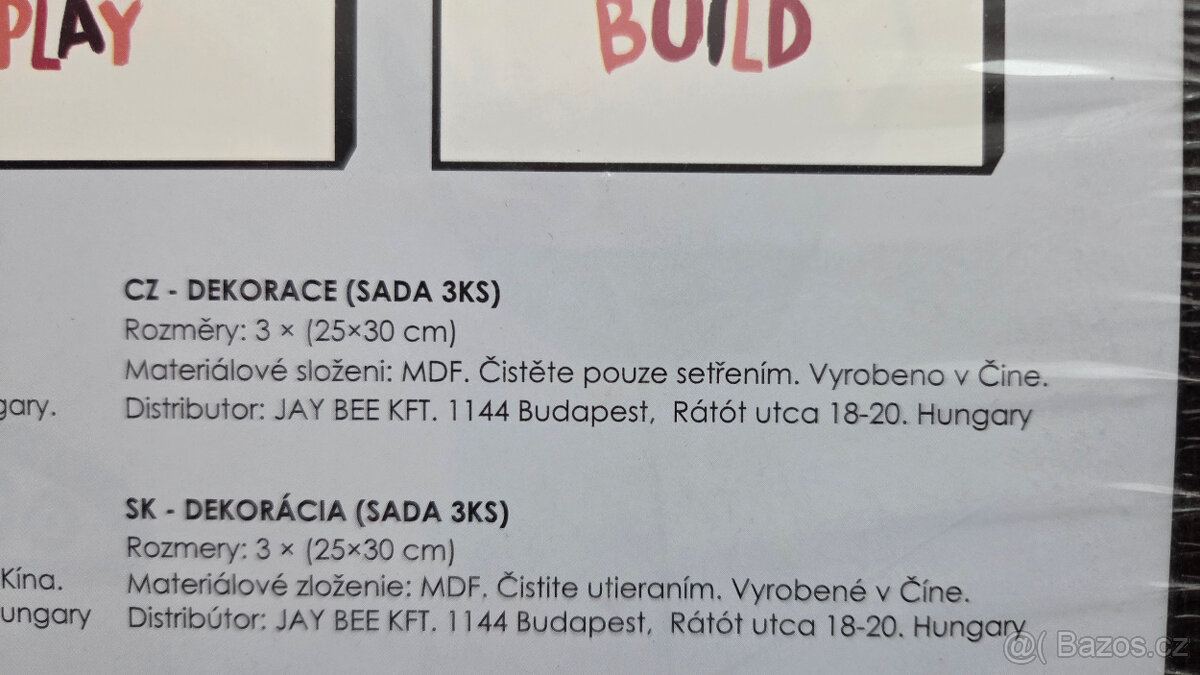 PLAY
BUILD
CZ - DEKORACE (SADA 3KS)
Rozměry: 3 × (25×30 cm)
Materiálové složeni: MDF. Čistěte pouze setřením. Vyrobeno v Čine.
gary.
Distributor: JAY BEE KFT. 1144 Budapest, Rátót utca 18-20. Hungary
SK - DEKORÁCIA (SADA 3KS)
Rozmery: 3 × (25×30 cm)
Kína.
Materiálové zloženie: MDF. Čistite utieraním. Vyrobené v Číne.
ungary
Distribútor: JAY BEE KFT. 1144 Budapest, Rátót utca 18-20. Hungary
@( Bazos.cz